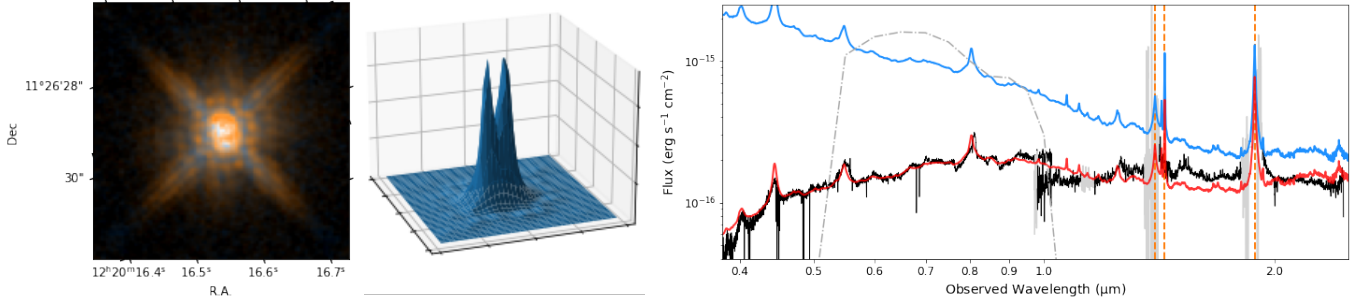 11°26'28"
30"
Dec
12ʰ20ᵐ16.4ˢ 16.5ˢ 16.6ˢ 16.7ˢ
R.A.
Flux (erg s⁻¹ cm⁻²)
10⁻¹⁵
10⁻¹⁶
0.4 0.5 0.6 0.7 0.8 0.9 1.0 2.0
Observed Wavelength (μm)